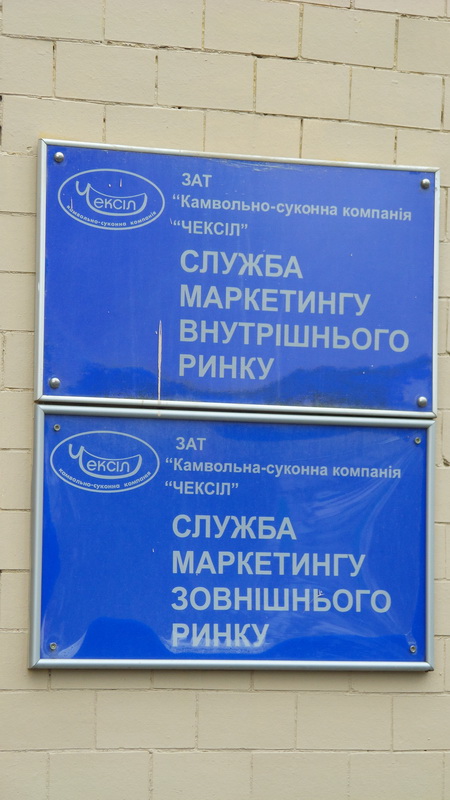 Чексіл
камвольно-суконна компанія
ЗАТ
“Камвольно-суконна компанія
“ЧЕКСІЛ”
СЛУЖБА
МАРКЕТИНГУ
ВНУТРІШНЬОГО
РИНКУ
Чексіл
камвольно-суконна компанія
ЗАТ
“Камвольна-суконна компанія
“ЧЕКСІЛ”
СЛУЖБА
МАРКЕТИНГУ
ЗОВНІШНЬОГО
РИНКУ